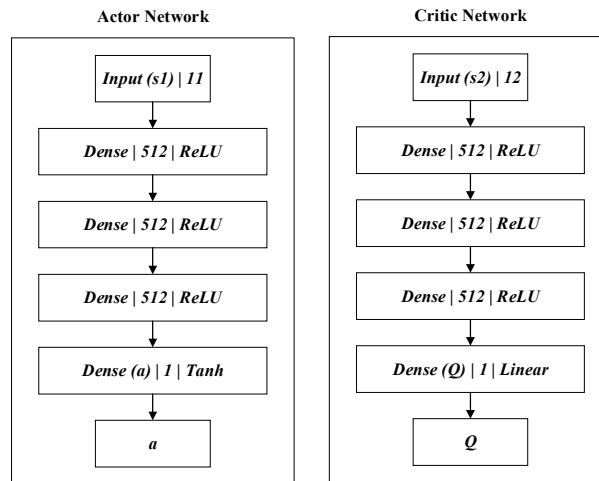 Actor Network
Input (s1) | 11
Dense | 512 | ReLU
Dense | 512 | ReLU
Dense | 512 | ReLU
Dense (a) | 1 | Tanh
a
Critic Network
Input (s2) | 12
Dense | 512 | ReLU
Dense | 512 | ReLU
Dense | 512 | ReLU
Dense (Q) | 1 | Linear
Q